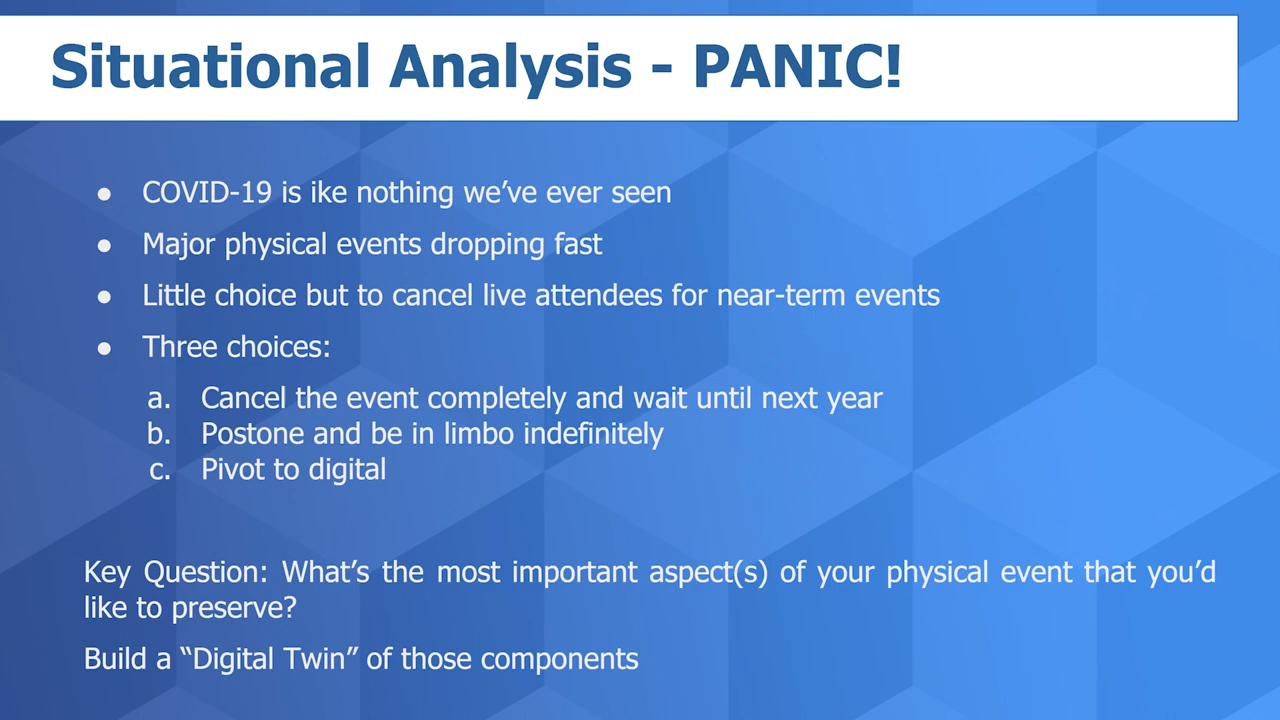 Situational Analysis - PANIC!
● COVID-19 is ike nothing we’ve ever seen
● Major physical events dropping fast
● Little choice but to cancel live attendees for near-term events
● Three choices:
a. Cancel the event completely and wait until next year
b. Postone and be in limbo indefinitely
c. Pivot to digital
Key Question: What’s the most important aspect(s) of your physical event that you’d
like to preserve?
Build a “Digital Twin” of those components